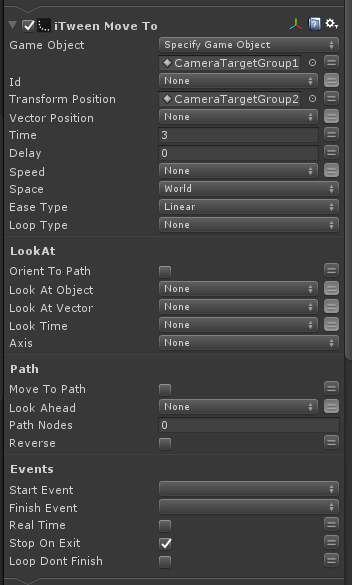 iTween Move To
Game Object Specify Game Object
CameraTargetGroup1
Id None
Transform Position CameraTargetGroup2
Vector Position None
Time 3
Delay 0
Speed None
Space World
Ease Type Linear
Loop Type None
LookAt
Orient To Path
Look At Object None
Look At Vector None
Look Time None
Axis None
Path
Move To Path
Look Ahead None
Path Nodes 0
Reverse
Events
Start Event
Finish Event
Real Time
Stop On Exit
Loop Dont Finish